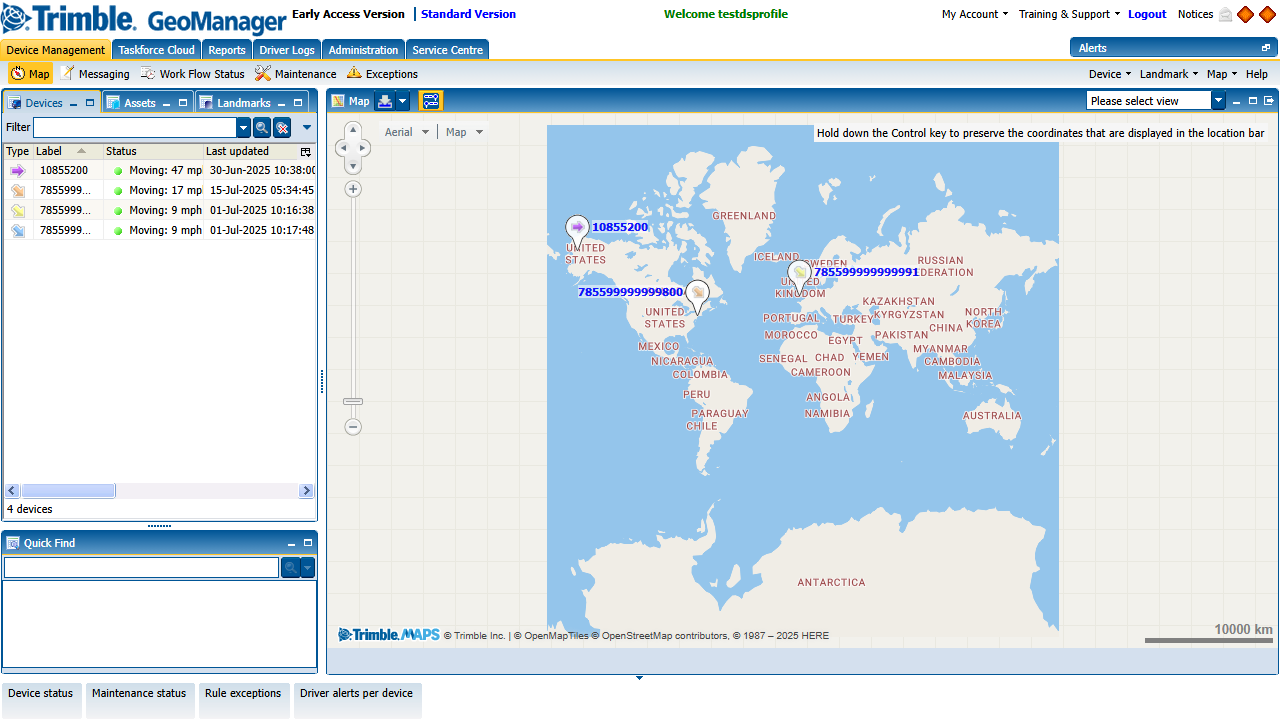 Trimble. GeoManager Early Access Version | Standard Version Welcome testdsprofile My Account Training & Support Logout Notices
Device Management Taskforce Cloud Reports Driver Logs Administration Service Centre Alerts
Map Messaging Work Flow Status Maintenance Exceptions Device Landmark Map Help
Devices Assets Landmarks Map Please select view
Filter
Type Label Status Last updated
10855200 Moving: 47 mp 30-Jun-2025 10:38:00
7855999... Moving: 17 mp 15-Jul-2025 05:34:45
7855999... Moving: 9 mph 01-Jul-2025 10:16:38
7855999... Moving: 9 mph 01-Jul-2025 10:17:48
4 devices
Quick Find
Aerial Map Hold down the Control key to preserve the coordinates that are displayed in the location bar
GREENLAND
10855200
UNITED
STATES
ICELAND
SWEDEN
RUSSIAN
785599999999991
DERATION
UNITED
KINGDOM
785599999999800
KAZAKHSTAN
UNITED
STATES
PORTUGAL
TURKEY
KYRGYZSTAN
NORTH
KOREA
CHINA
MOROCCO
EGYPT
PAKISTAN
MEXICO
MYANMAR
NICARAGUA
SENEGAL
CHAD
YEMEN
CAMBODIA
COLOMBIA
CAMEROON
MALAYSIA
PERU
ANGOLA
PARAGUAY
NAMIBIA
AUSTRALIA
CHILE
ANTARCTICA
Trimble. MAPS © Trimble Inc. | © OpenMapTiles © OpenStreetMap contributors, © 1987 – 2025 HERE
10000 km
Device status Maintenance status Rule exceptions Driver alerts per device